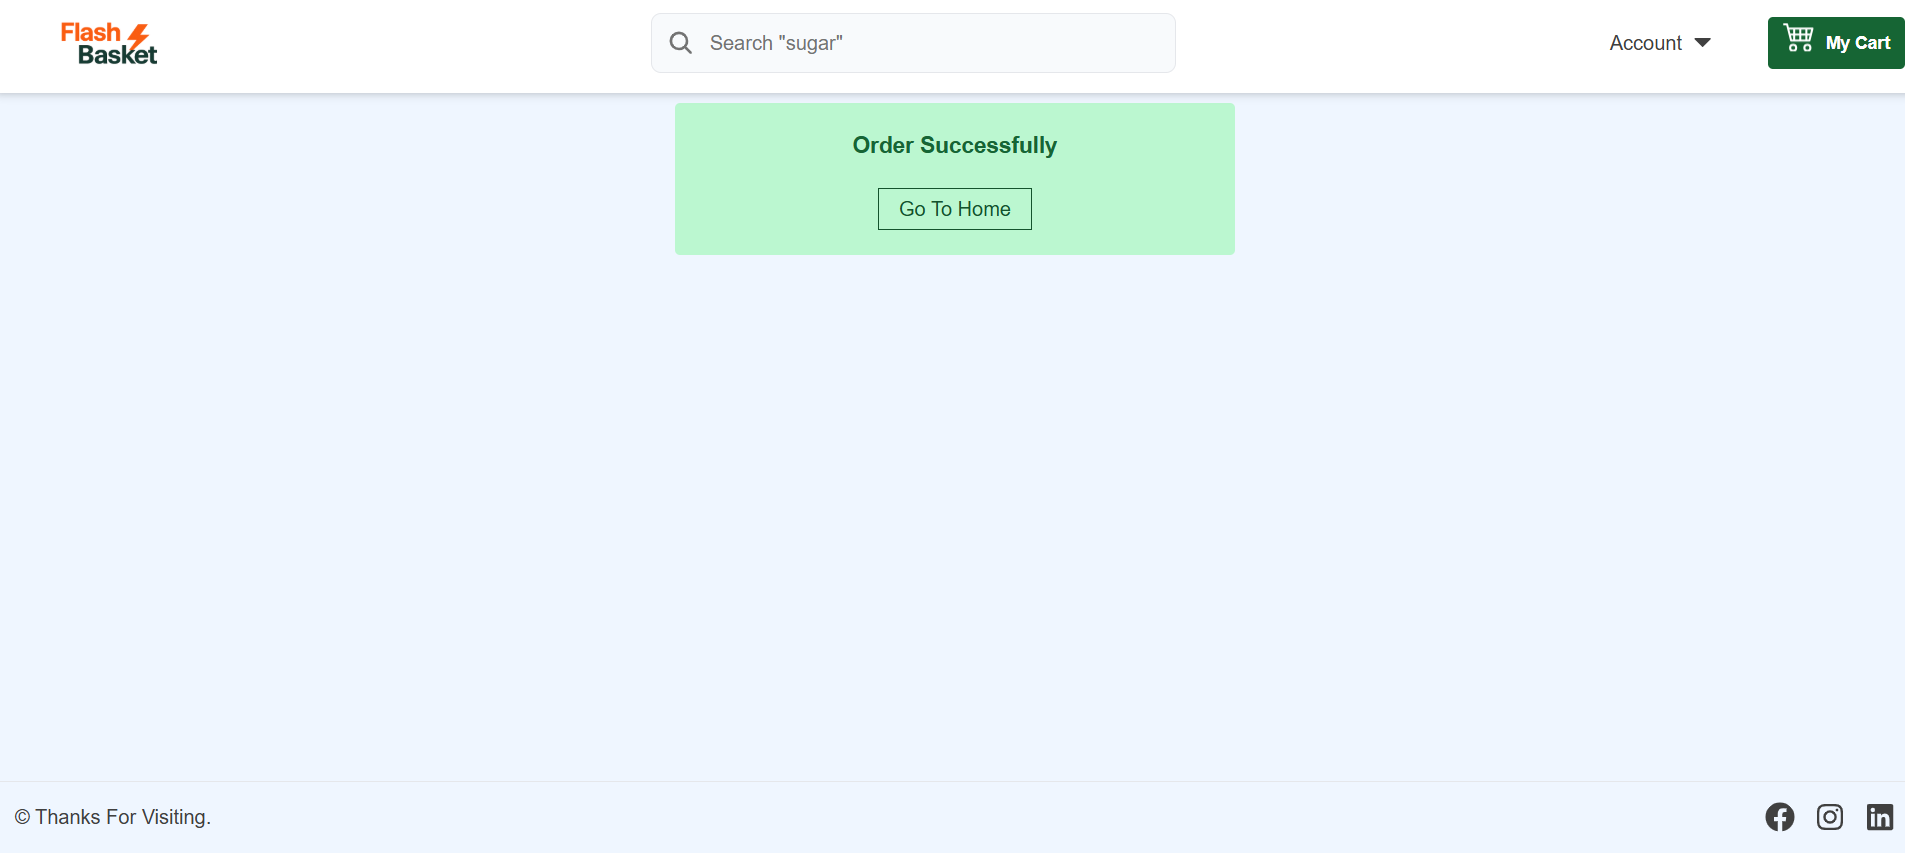 Flash
Basket
Search "sugar"
Account
My Cart
Order Successfully
Go To Home
© Thanks For Visiting.